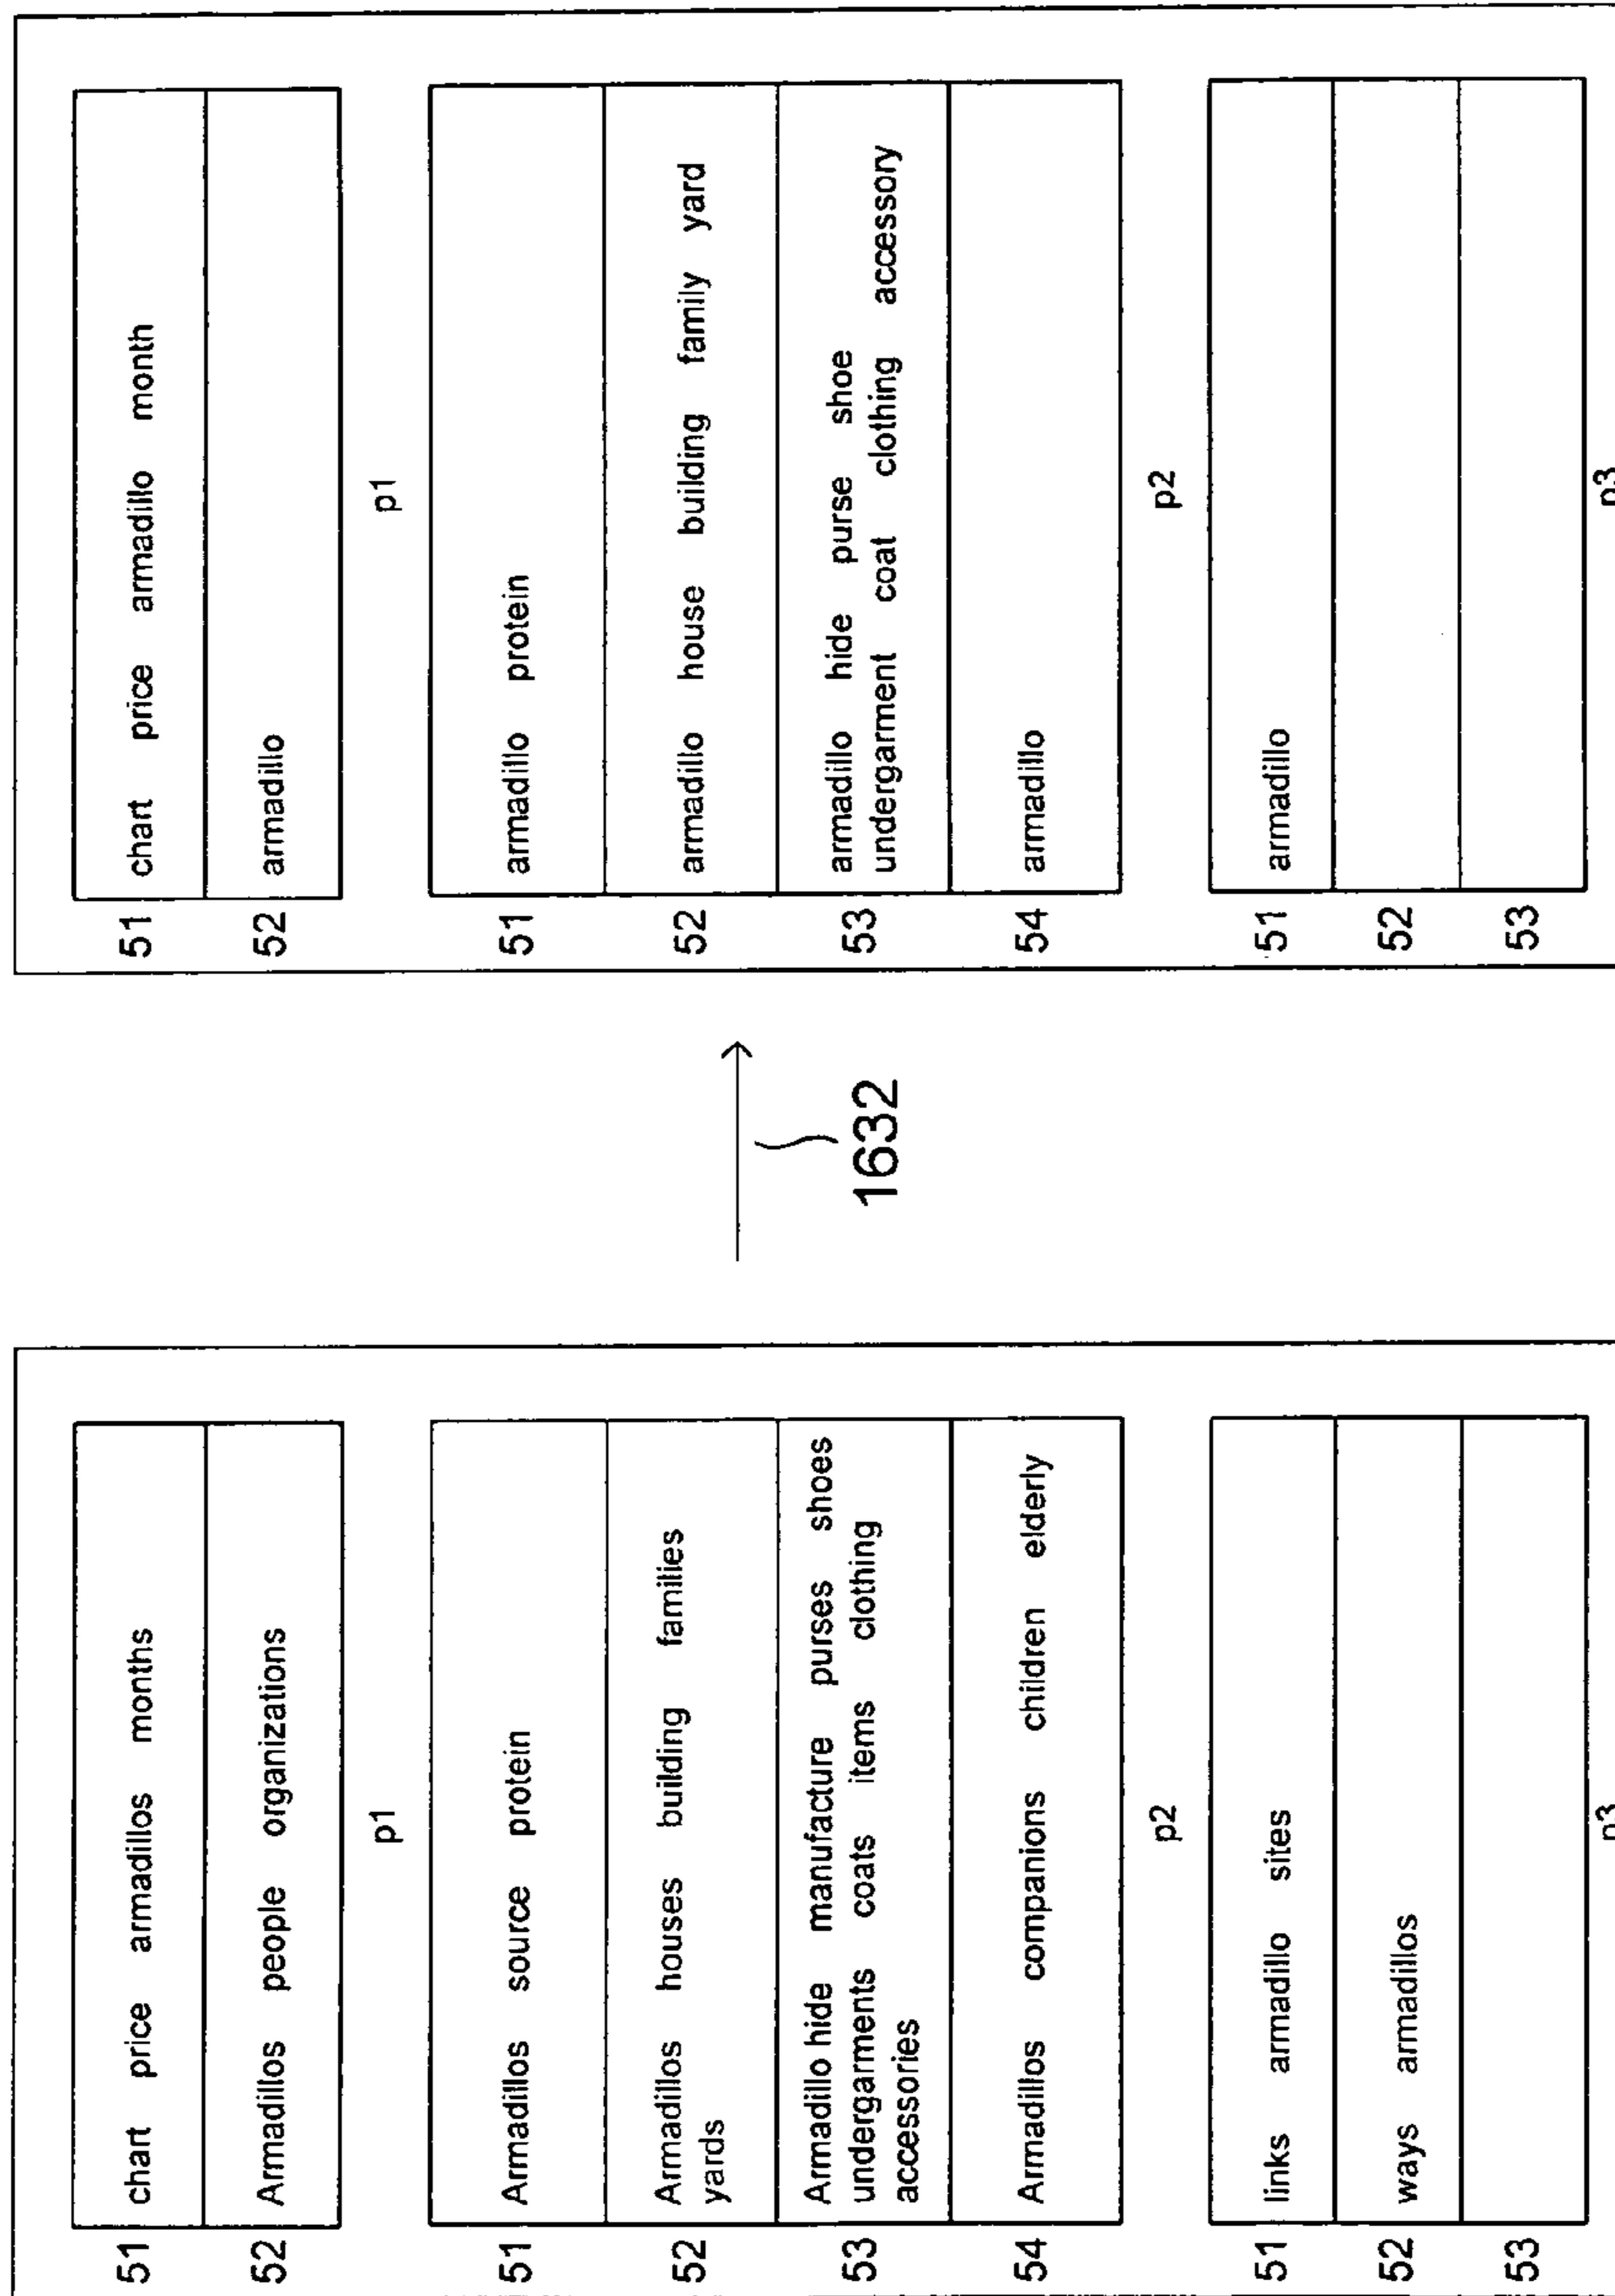 51 chart price armadillos months
52 Armadillos people organizations
p1
51 Armadillos source protein
52 Armadillos houses building families
yards
53 Armadillo hide manufacture purses shoes
undergarments coats items clothing
accessories
54 Armadillos companions children elderly
p2
51 links armadillo sites
52 ways armadillos
53
p3
1632
51 chart price armadillo month
52 armadillo
p1
51 armadillo protein
52 armadillo house building family yard
53 armadillo hide purse shoe
undergarment coat clothing accessory
54 armadillo
p2
51 armadillo
52
53
p3